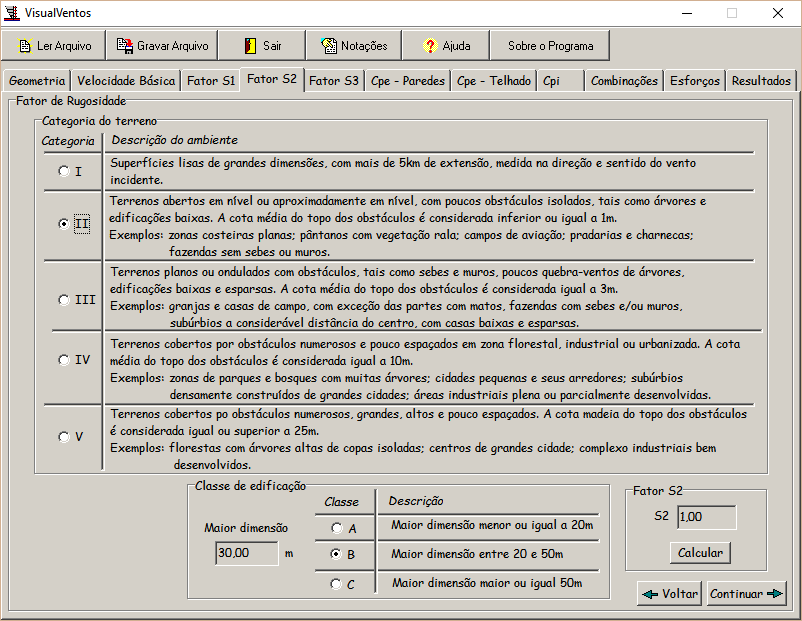 VisualVentos
Ler Arquivo Gravar Arquivo Sair Notações Ajuda Sobre o Programa
Geometria Velocidade Básica Fator S1 Fator S2 Fator S3 Cpe - Paredes Cpe - Telhado Cpi Combinações Esforços Resultados
Fator de Rugosidade
Categoria do terreno
Categoria Descrição do ambiente
I
Superfícies lisas de grandes dimensões, com mais de 5km de extensão, medida na direção e sentido do vento
incidente.
II
Terrenos abertos em nível ou aproximadamente em nível, com poucos obstáculos isolados, tais como árvores e
edificações baixas. A cota média do topo dos obstáculos é considerada inferior ou igual a 1m.
Exemplos: zonas costeiras planas; pântanos com vegetação rala; campos de aviação; pradarias e charnecas;
fazendas sem sebes ou muros.
III
Terrenos planos ou ondulados com obstáculos, tais como sebes e muros, poucos quebra-ventos de árvores,
edificações baixas e esparsas. A cota média do topo dos obstáculos é considerada igual a 3m.
Exemplos: granjas e casas de campo, com exceção das partes com matos, fazendas com sebes e/ou muros,
subúrbios a considerável distância do centro, com casas baixas e esparsas.
IV
Terrenos cobertos por obstáculos numerosos e pouco espaçados em zona florestal, industrial ou urbanizada. A cota
média do topo dos obstáculos é considerada igual a 10m.
Exemplos: zonas de parques e bosques com muitas árvores; cidades pequenas e seus arredores; subúrbios
densamente construídos de grandes cidades; áreas industriais plena ou parcialmente desenvolvidas.
V
Terrenos cobertos po obstáculos numerosos, grandes, altos e pouco espaçados. A cota madeia do topo dos obstáculos
é considerada igual ou superior a 25m.
Exemplos: florestas com árvores altas de copas isoladas; centros de grandes cidade; complexo industriais bem
desenvolvidos.
Classe de edificação
Maior dimensão
30,00 m
Classe Descrição
A Maior dimensão menor ou igual a 20m
B Maior dimensão entre 20 e 50m
C Maior dimensão maior ou igual 50m
Fator S2
S2 1,00
Calcular
Voltar Continuar